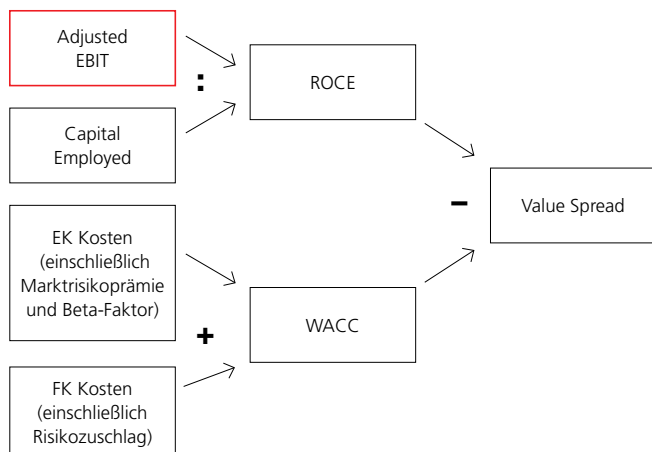 Adjusted
EBIT
:
Capital
Employed
ROCE
EK Kosten
(einschließlich
Marktrisikoprämie
und Beta-Faktor)
+
FK Kosten
(einschließlich
Risikozuschlag)
WACC
–
Value Spread